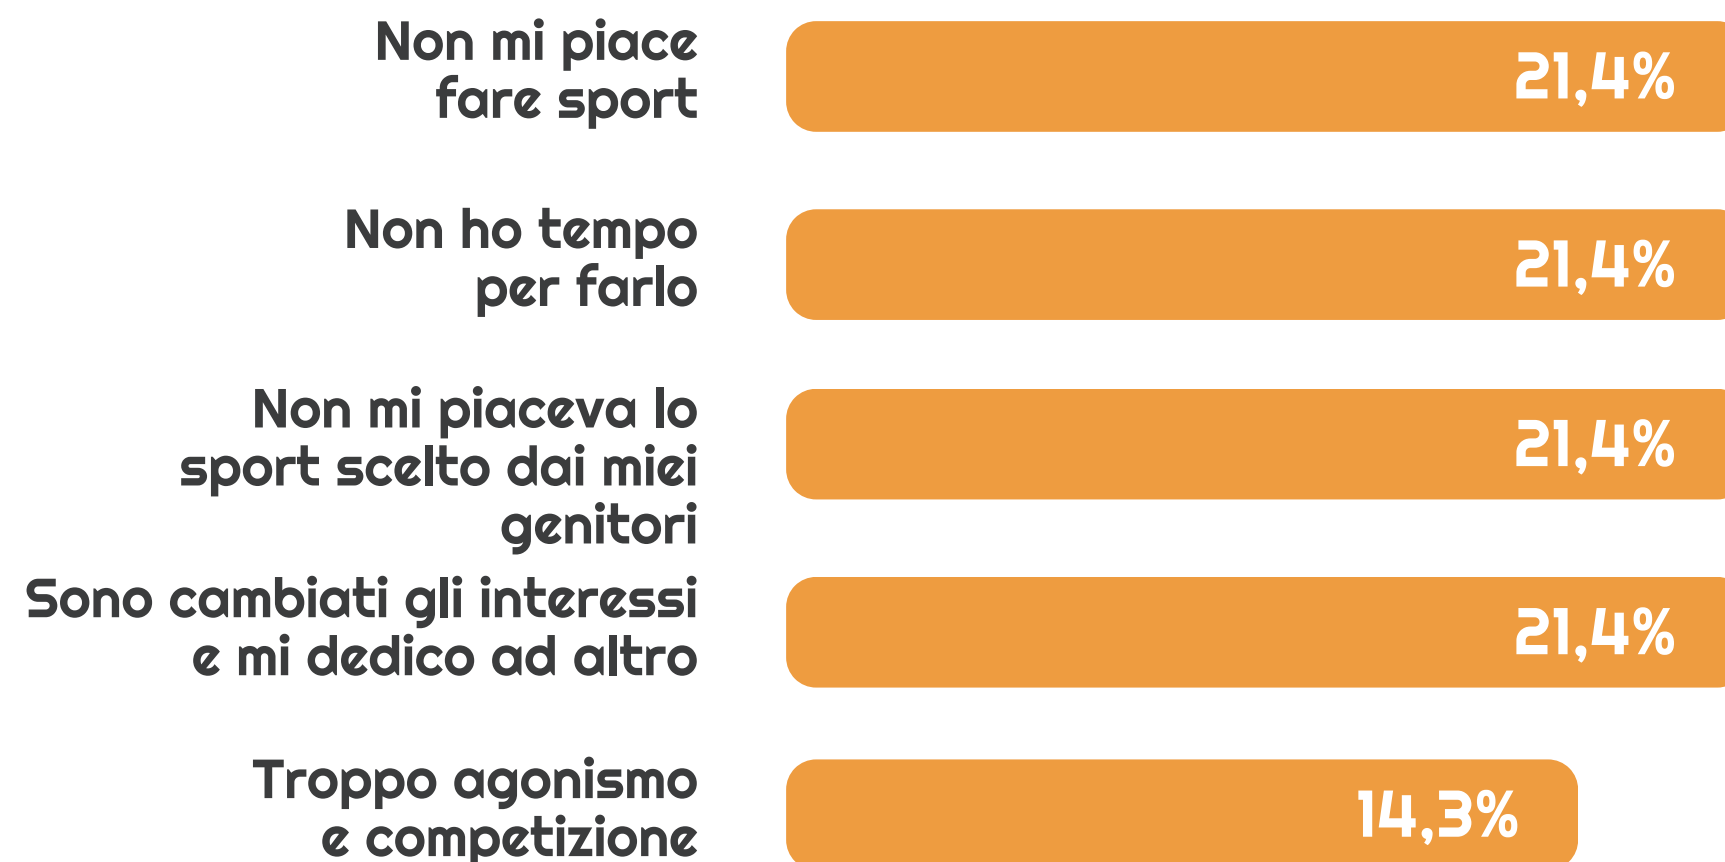 Non mi piace
fare sport
21,4%
Non ho tempo
per farlo
21,4%
Non mi piaceva lo
sport scelto dai miei
genitori
21,4%
Sono cambiati gli interessi
e mi dedico ad altro
21,4%
Troppo agonismo
e competizione
14,3%